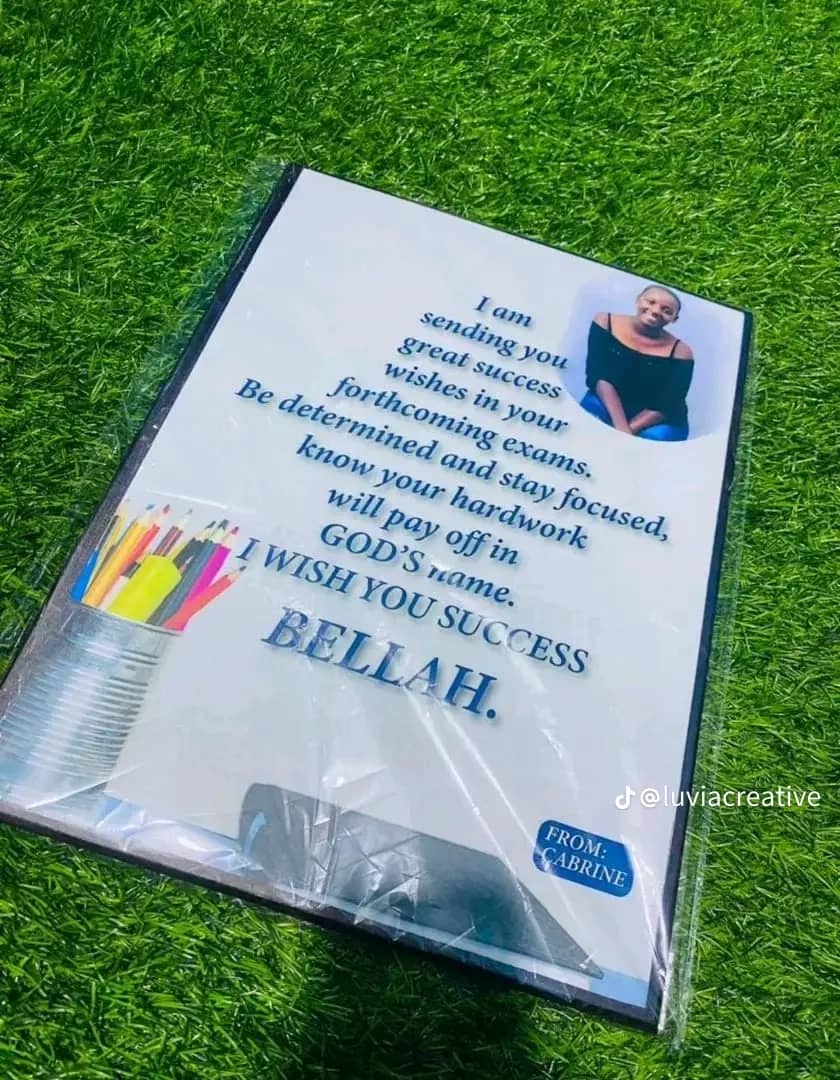 I am
sending you
great success
wishes in your
forthcoming exams.
Be determined and stay focused,
know your hardwork
will pay off in
GOD'S name.
I WISH YOU SUCCESS
BELLAH.
@luviacreative
FROM:
CABRINE